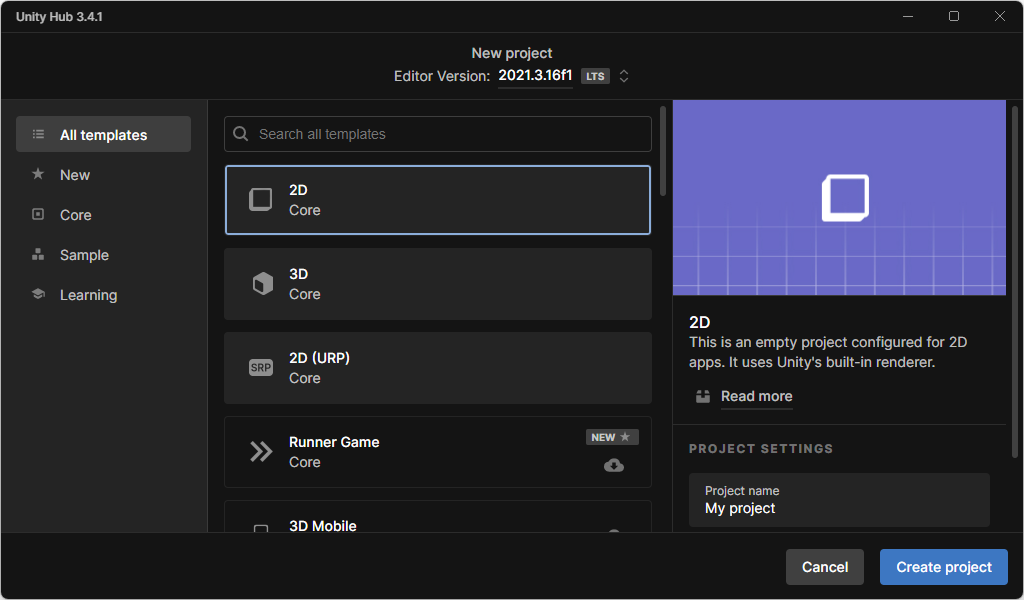 Unity Hub 3.4.1
New project
Editor Version: 2021.3.16f1 LTS
All templates
New
Core
Sample
Learning
Search all templates
2D
Core
3D
Core
SRP
2D (URP)
Core
Runner Game
Core
NEW
3D Mobile
2D
This is an empty project configured for 2D
apps. It uses Unity's built-in renderer.
Read more
PROJECT SETTINGS
Project name
My project
Cancel
Create project